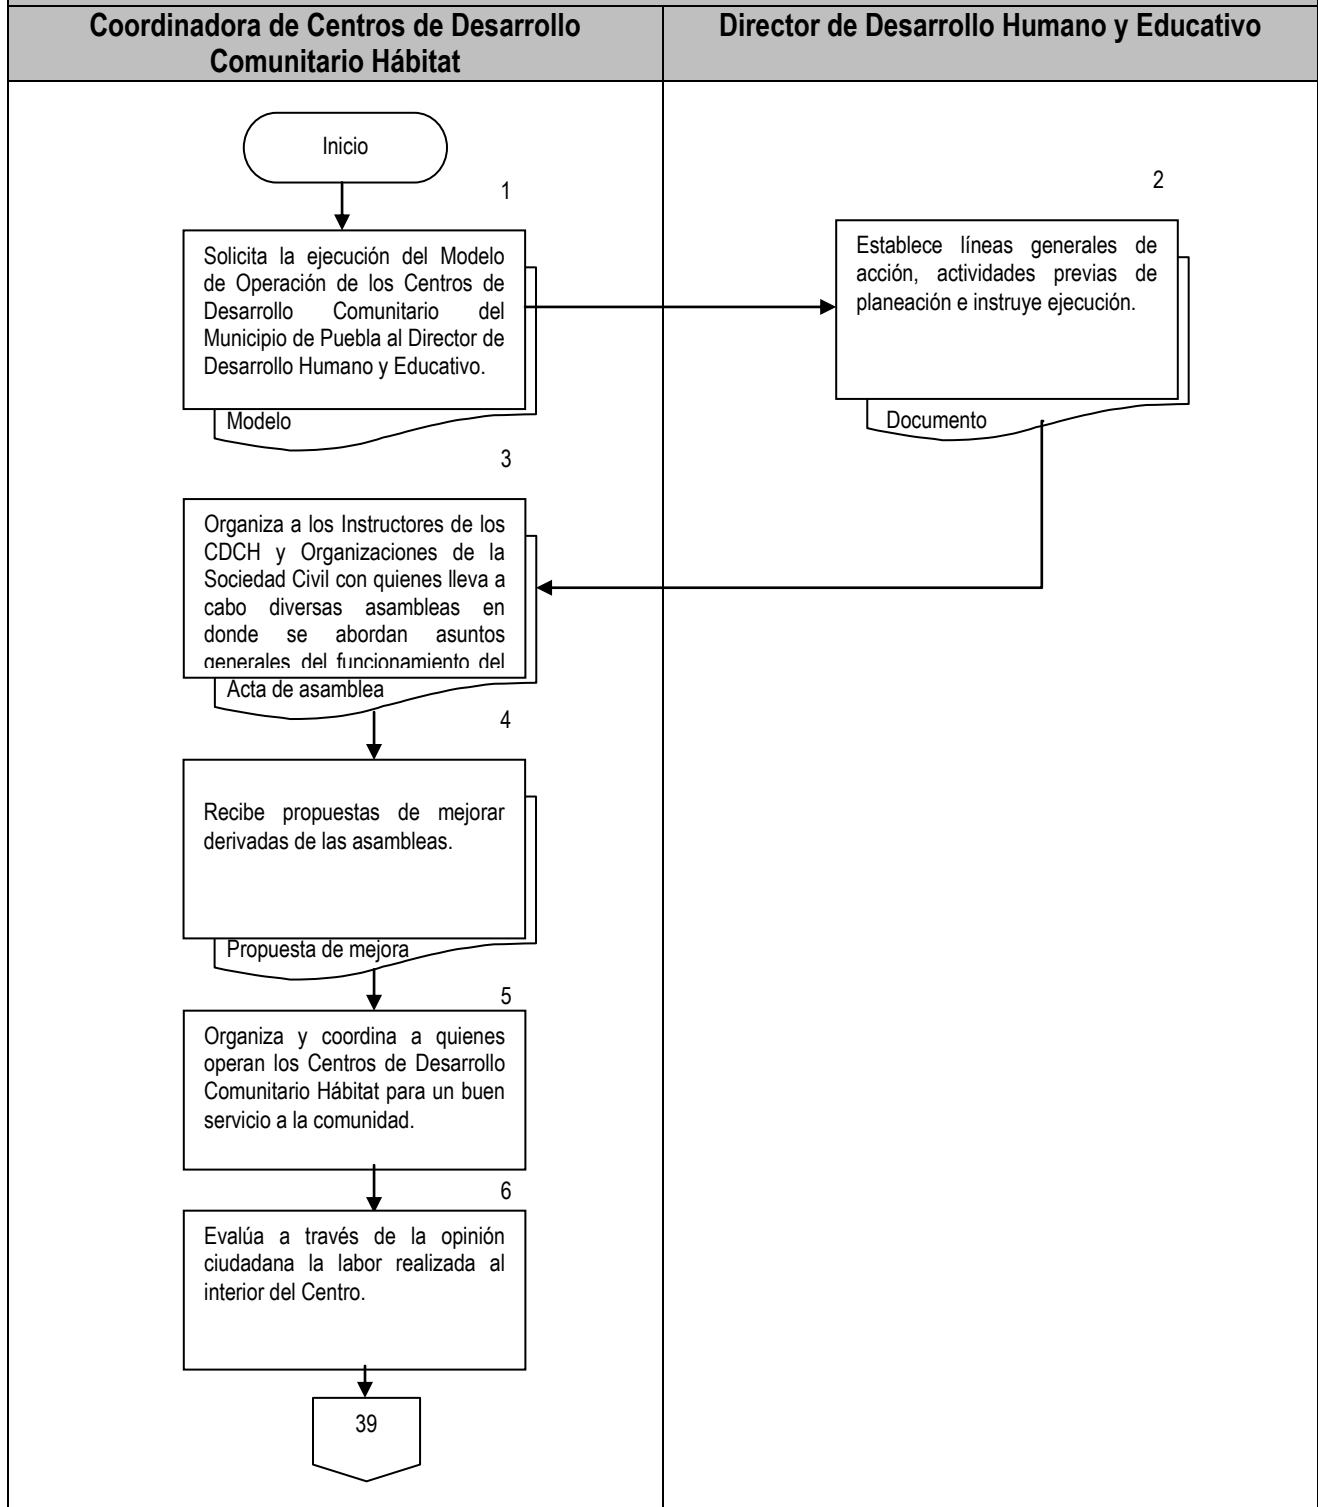 Coordinadora de Centros de Desarrollo
Comunitario Hábitat
Director de Desarrollo Humano y Educativo
Inicio
1
Solicita la ejecución del Modelo
de Operación de los Centros de
Desarrollo Comunitario del
Municipio de Puebla al Director de
Desarrollo Humano y Educativo.
Modelo
2
Establece líneas generales de
acción, actividades previas de
planeación e instruye ejecución.
Documento
3
Organiza a los Instructores de los
CDCH y Organizaciones de la
Sociedad Civil con quienes lleva a
cabo diversas asambleas en
donde se abordan asuntos
generales del funcionamiento del
Acta de asamblea
4
Recibe propuestas de mejorar
derivadas de las asambleas.
Propuesta de mejora
5
Organiza y coordina a quienes
operan los Centros de Desarrollo
Comunitario Hábitat para un buen
servicio a la comunidad.
6
Evalúa a través de la opinión
ciudadana la labor realizada al
interior del Centro.
39